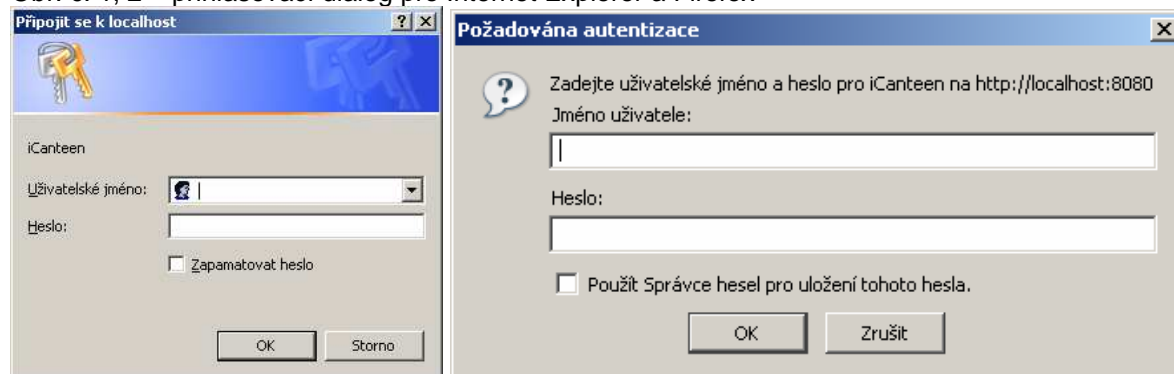 Připojit se k localhost
iCanteen
Uživatelské jméno:
Heslo:
Zapamatovat heslo
OK
Storno
Požadována autentizace
Zadejte uživatelské jméno a heslo pro iCanteen na http://localhost:8080
Jméno uživatele:
Heslo:
Použít Správce hesel pro uložení tohoto hesla.
OK
Zrušit